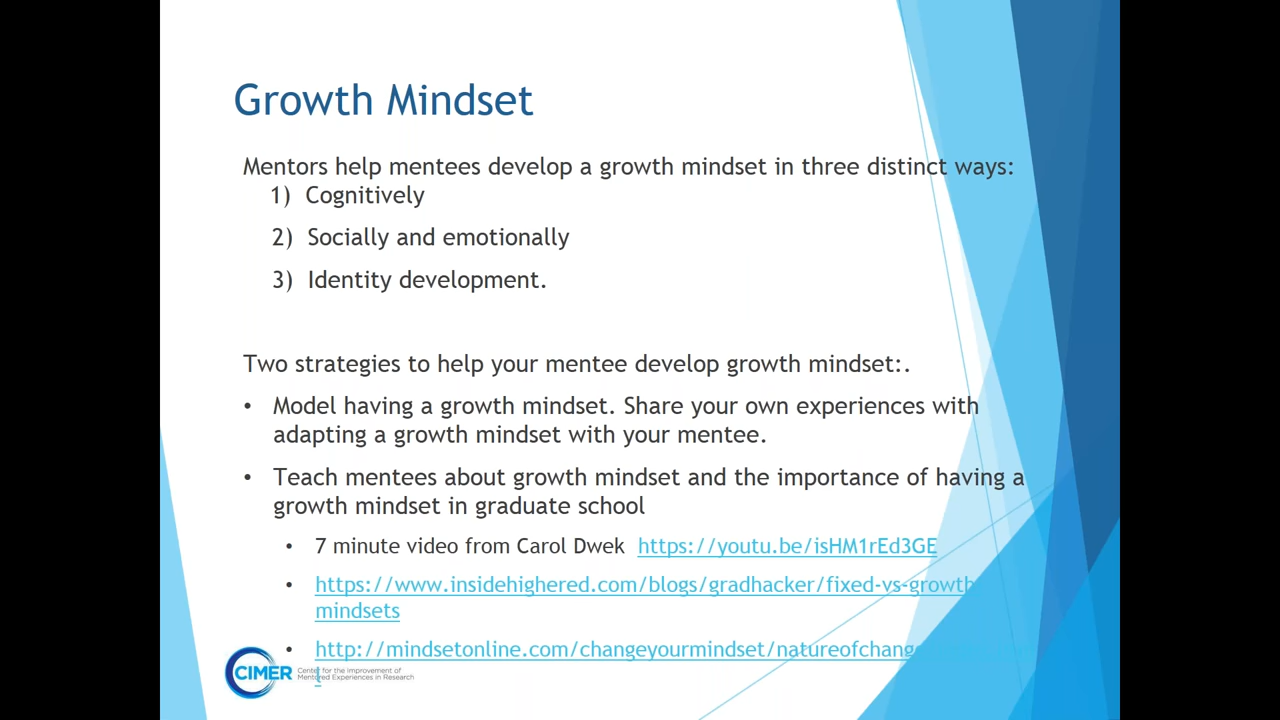 Growth Mindset
Mentors help mentees develop a growth mindset in three distinct ways:
1) Cognitively
2) Socially and emotionally
3) Identity development.
Two strategies to help your mentee develop growth mindset:.
• Model having a growth mindset. Share your own experiences with
adapting a growth mindset with your mentee.
• Teach mentees about growth mindset and the importance of having a
growth mindset in graduate school
• 7 minute video from Carol Dwek https://youtu.be/isHM1rEd3GE
• https://www.insidehighered.com/blogs/gradhacker/fixed-vs-growth
mindsets
• http://mindsetonline.com/changeyourmindset/natureofchang
CIMER
Center for the Improvement of
Mentored Experiences in Research